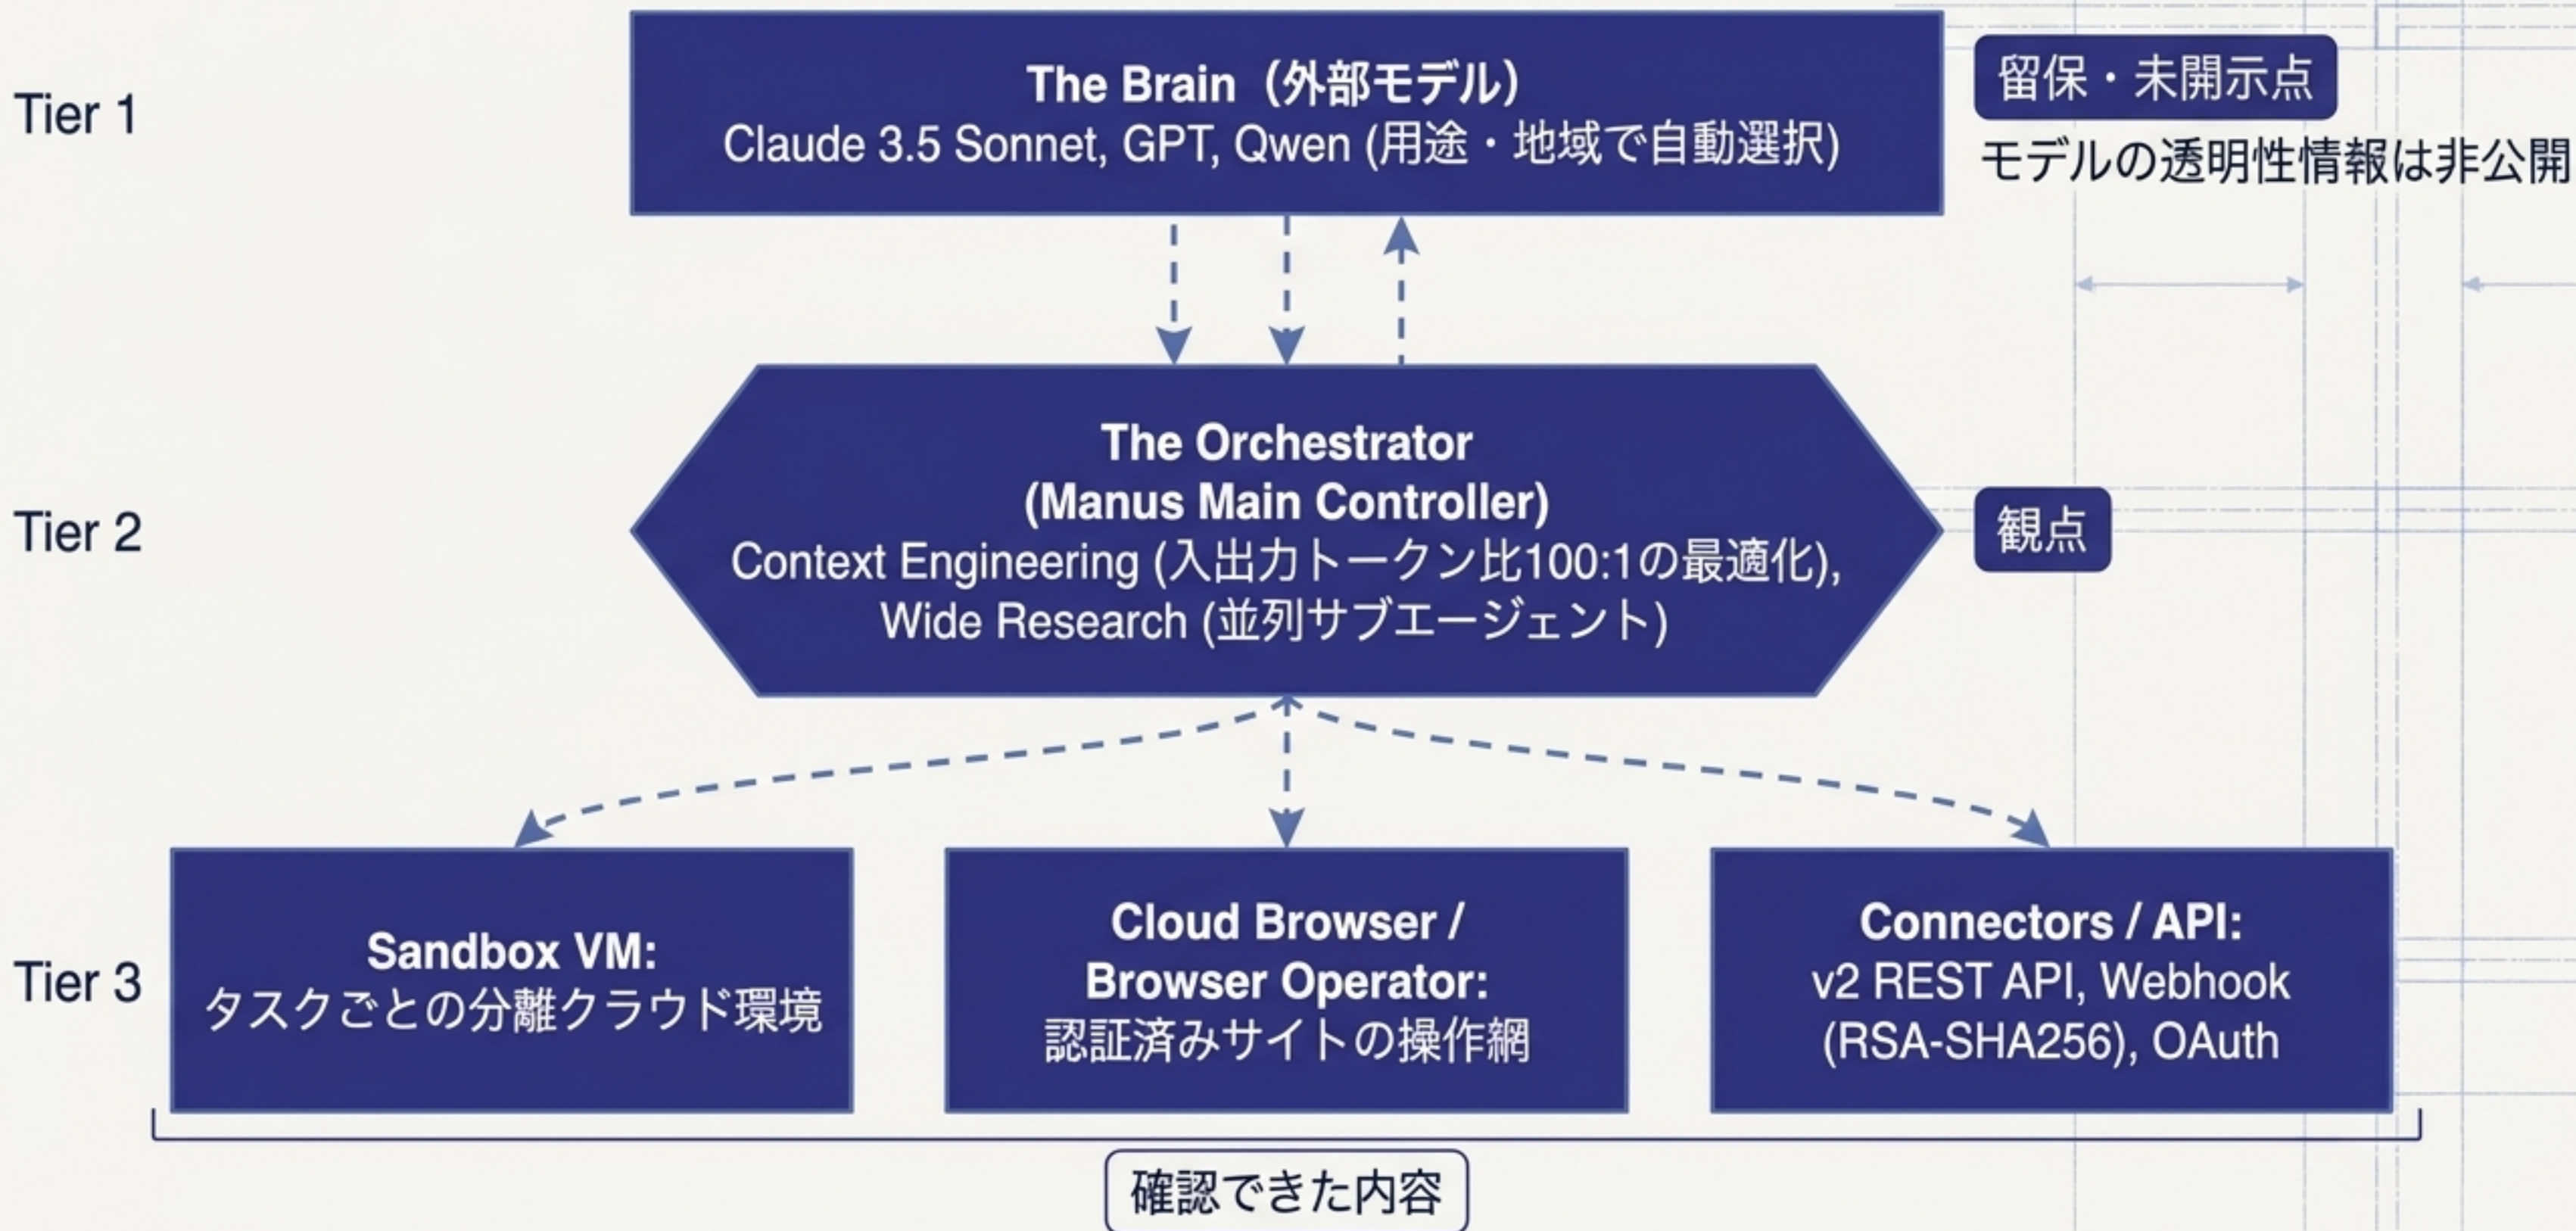 Tier 1
The Brain（外部モデル）
Claude 3.5 Sonnet, GPT, Qwen (用途・地域で自動選択)
留保・未開示点
モデルの透明性情報は非公開
Tier 2
The Orchestrator
(Manus Main Controller)
Context Engineering (入出力トークン比100:1の最適化),
Wide Research (並列サブエージェント)
観点
Tier 3
Sandbox VM:
タスクごとの分離クラウド環境
Cloud Browser /
Browser Operator:
認証済みサイトの操作網
Connectors / API:
v2 REST API, Webhook
(RSA-SHA256), OAuth
確認できた内容